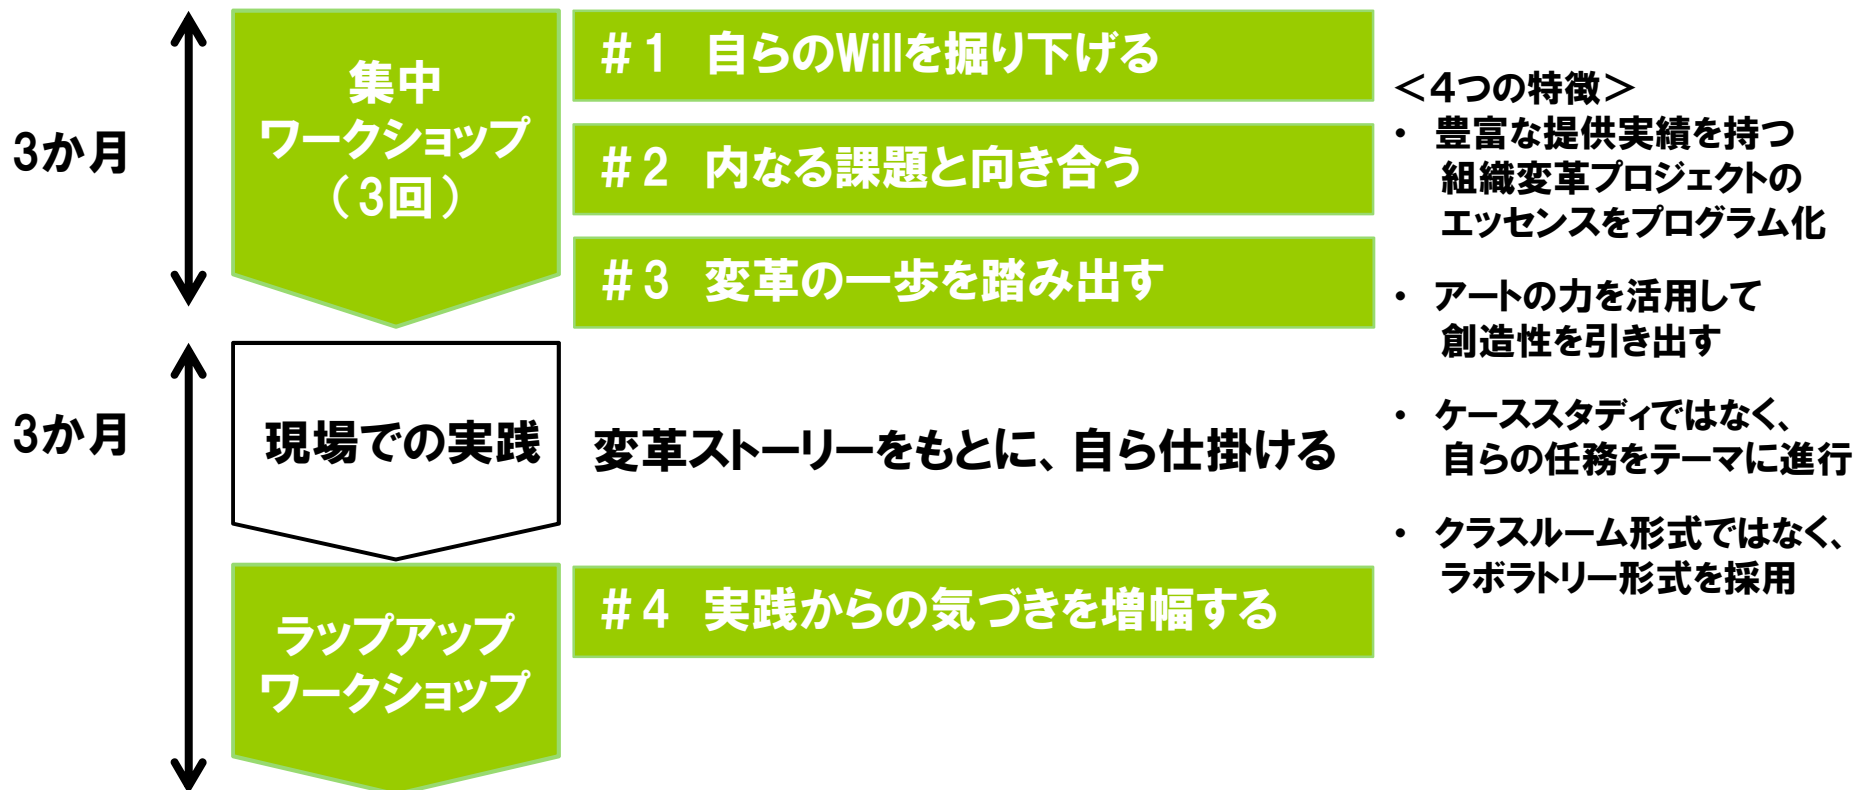 3か月
集中
ワークショップ
（3回）
＃1 自らのWillを掘り下げる
＃2 内なる課題と向き合う
＃3 変革の一歩を踏み出す
3か月
現場での実践
変革ストーリーをもとに、自ら仕掛ける
ラップアップ
ワークショップ
＃4 実践からの気づきを増幅する
＜4つの特徴＞
・ 豊富な提供実績を持つ
組織変革プロジェクトの
エッセンスをプログラム化
・ アートの力を活用して
創造性を引き出す
・ ケーススタディではなく、
自らの任務をテーマに進行
・ クラスルーム形式ではなく、
ラボラトリー形式を採用